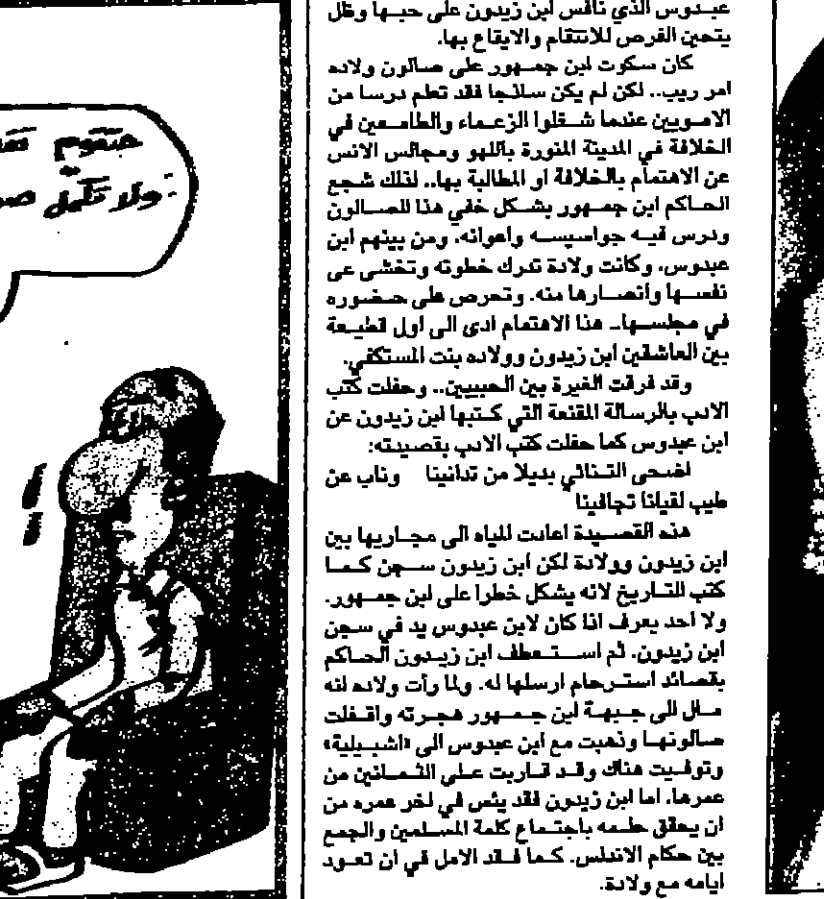 عبدوس الذي نافس ابن زيدون على حبها وظل
يتحين الفرص للانتقام والايقاع بها.
كان سكوت ابن جمهور على صالون ولاده
امر ريب.. لكن لم يكن ساذجا فقد تعلم درسا من
الامويين عندما شغلوا الزعماء والطامعين في
الخلافة في المدينة المنورة باللهو ومجالس الانس
عن الاهتمام بالخلافة او المطالبة بها.. لذلك شجع
الحاكم ابن جمهور بشكل خفي هذا الصالون
ودرس فيه جواسيسه واعوانه. ومن بينهم ابن
عبدوس. وكانت ولادة تدرك خطوته وتخشى عى
نفسها وأنصارها منه. وتحرص على حضوره
في مجلسها.. هذا الاهتمام ادى الى اول قطيعة
بين العاشقين ابن زيدون وولاده بنت المستكفي.
وقد فرقت الغيرة بين الحبيبين.. وحفلت كتب
الادب بالرسالة المقنعة التي كتبها ابن زيدون عن
ابن عبدوس كما حفلت كتب الادب بقصيدته:
اضحى التنائي بديلا من تدانينا وناب عن
طيب لقيانا تجافينا
هذه القصيدة اعادت المياه الى مجاريها بين
ابن زيدون وولادة لكن ابن زيدون سجن كما
كتب التاريخ لانه يشكل خطرا على ابن جمهور.
ولا احد يعرف اذا كان لابن عبدوس يد في سجن
ابن زيدون. ثم استعطف ابن زيدون الحاكم
بقصائد استرحام ارسلها له. ولما رأت ولاده انه
مال الى جبهة ابن جمهور هجرته واقفلت
صالونها وذهبت مع ابن عبدوس الى «اشبيلية»
وتوفيت هناك وقد قاربت على الثمانين من
عمرها. اما ابن زيدون فقد يئس في اخر عمره من
ان يحقق حلمه باجتماع كلمة المسلمين والجمع
بين حكام الاندلس. كما فقد الامل في ان تعود
ايامه مع ولادة.
ولا تكمل